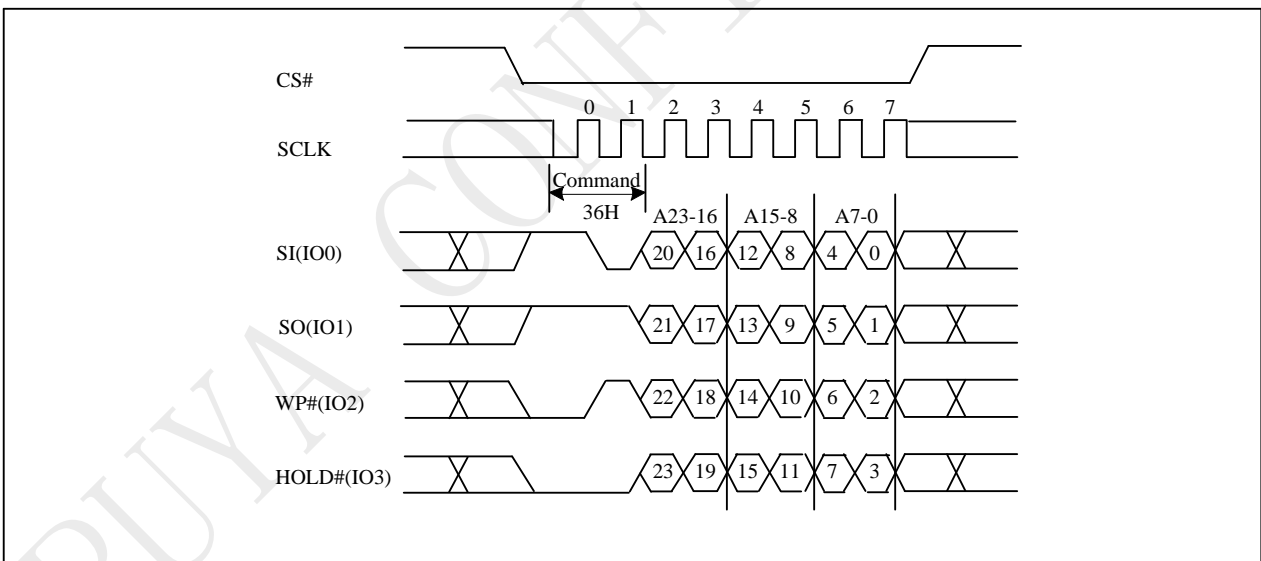 CS#
0 1 2 3 4 5 6 7
SCLK
Command
36H
A23-16 A15-8 A7-0
SI(IO0) 20 16 12 8 4 0
SO(IO1) 21 17 13 9 5 1
WP#(IO2) 22 18 14 10 6 2
HOLD#(IO3) 23 19 15 11 7 3
PUYA CONF